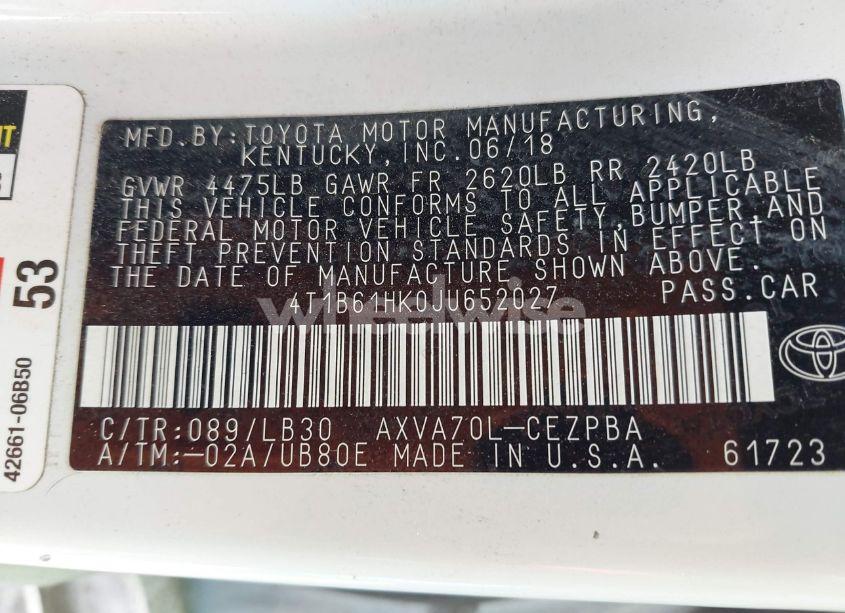 MFD. BY: TOYOTA MOTOR MANUFACTURING,
KENTUCKY, INC. 06/18
GVWR 4475LB GAWR FR 2620LB RR 2420LB
THIS VEHICLE CONFORMS TO ALL APPLICABLE
FEDERAL MOTOR VEHICLE SAFETY, BUMPER, AND
THEFT PREVENTION STANDARDS IN EFFECT ON
THE DATE OF MANUFACTURE SHOWN ABOVE.
4T1B61HK0JU652027 PASS. CAR
wheelwise
C/TR: 089/LB30 AXVA70L-CEZPBA
A/TM: -02A/UB80E MADE IN U.S.A. 61723
53
42661-06B50